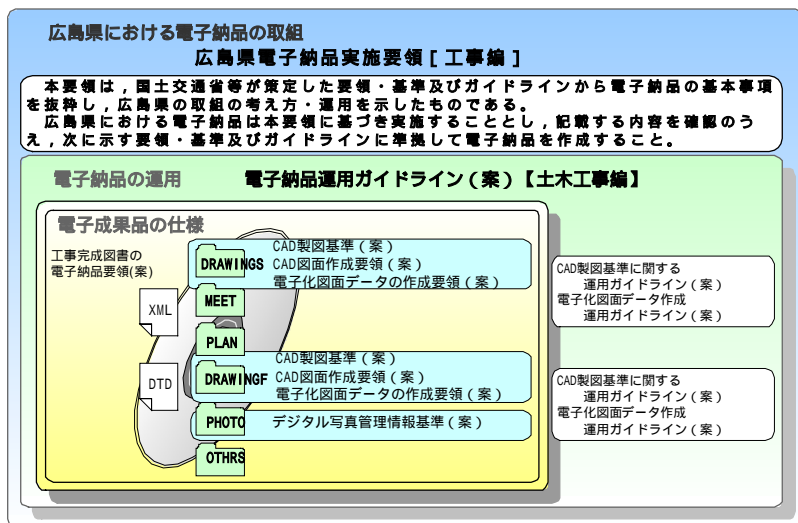 広島県における電子納品の取組
広島県電子納品実施要領［工事編］
本要領は，国土交通省等が策定した要領・基準及びガイドラインから電子納品の基本事項
を抜粋し，広島県の取組の考え方・運用を示したものである。
広島県における電子納品は本要領に基づき実施することとし，記載する内容を確認のう
え，次に示す要領・基準及びガイドラインに準拠して電子納品を作成すること。
電子納品の運用 電子納品運用ガイドライン（案）【土木工事編】
電子成果品の仕様
工事完成図書の
電子納品要領(案)
XML
DTD
DRAWINGS
CAD製図基準（案）
CAD図面作成要領（案）
電子化図面データの作成要領（案）
MEET
PLAN
DRAWINGF
CAD製図基準（案）
CAD図面作成要領（案）
電子化図面データの作成要領（案）
PHOTO デジタル写真管理情報基準（案）
OTHRS
CAD製図基準に関する
運用ガイドライン（案）
電子化図面データ作成
運用ガイドライン（案）
CAD製図基準に関する
運用ガイドライン（案）
電子化図面データ作成
運用ガイドライン（案）